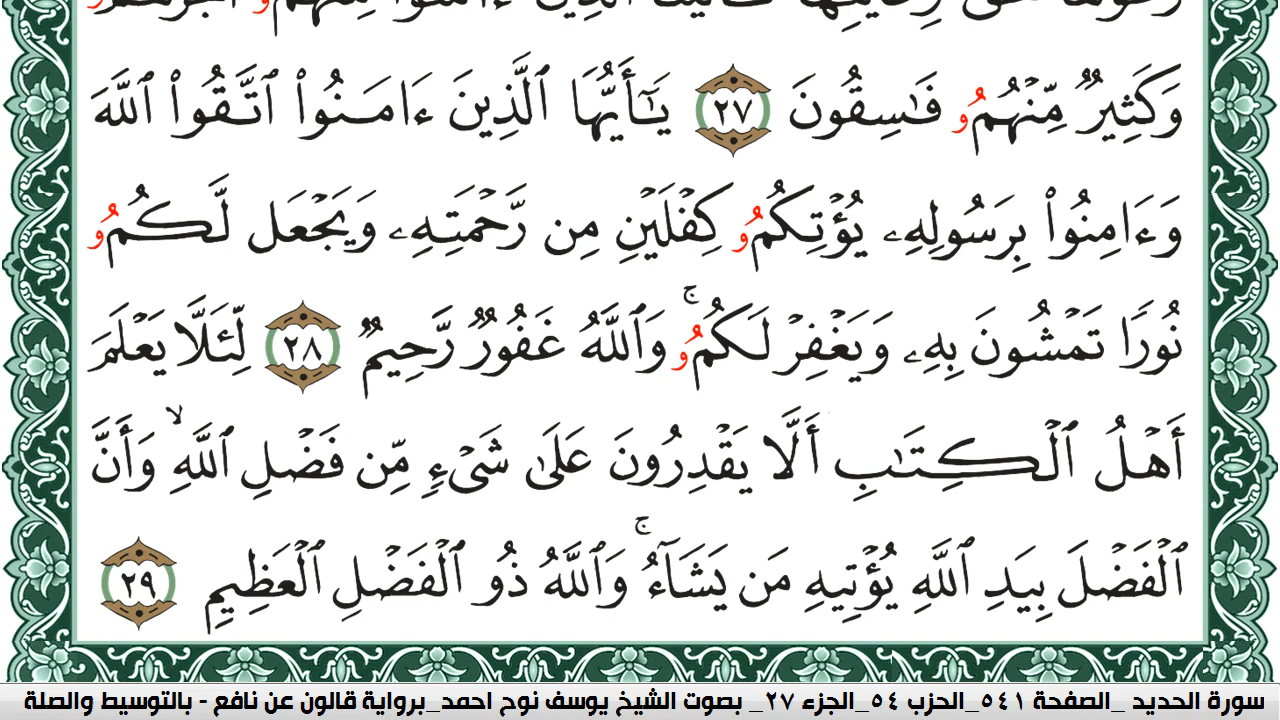 وَكَثِيرٌ مِّنْهُمُو فَٰسِقُونَ ٢٧ يَٰٓأَيُّهَا ٱلَّذِينَ ءَامَنُواْ ٱتَّقُواْ ٱللَّهَ
وَءَامِنُواْ بِرَسُولِهِۦ يُؤْتِكُمُو كِفْلَيْنِ مِن رَّحْمَتِهِۦ وَيَجْعَل لَّكُمُو
نُورًا تَمْشُونَ بِهِۦ وَيَغْفِرْ لَكُمُوۚ وَٱللَّهُ غَفُورٌ رَّحِيمٌ ٢٨ لِّئَلَّا يَعْلَمَ
أَهْلُ ٱلْكِتَٰبِ أَلَّا يَقْدِرُونَ عَلَىٰ شَىْءٍ مِّن فَضْلِ ٱللَّهِۙ وَأَنَّ
ٱلْفَضْلَ بِيَدِ ٱللَّهِ يُؤْتِيهِ مَن يَشَآءُۚ وَٱللَّهُ ذُو ٱلْفَضْلِ ٱلْعَظِيمِ ٢٩
سورة الحديد _الصفحة ٥٤١_الحزب ٥٤_الجزء ٢٧_ بصوت الشيخ يوسف نوح احمد_برواية قالون عن نافع - بالتوسيط والصلة